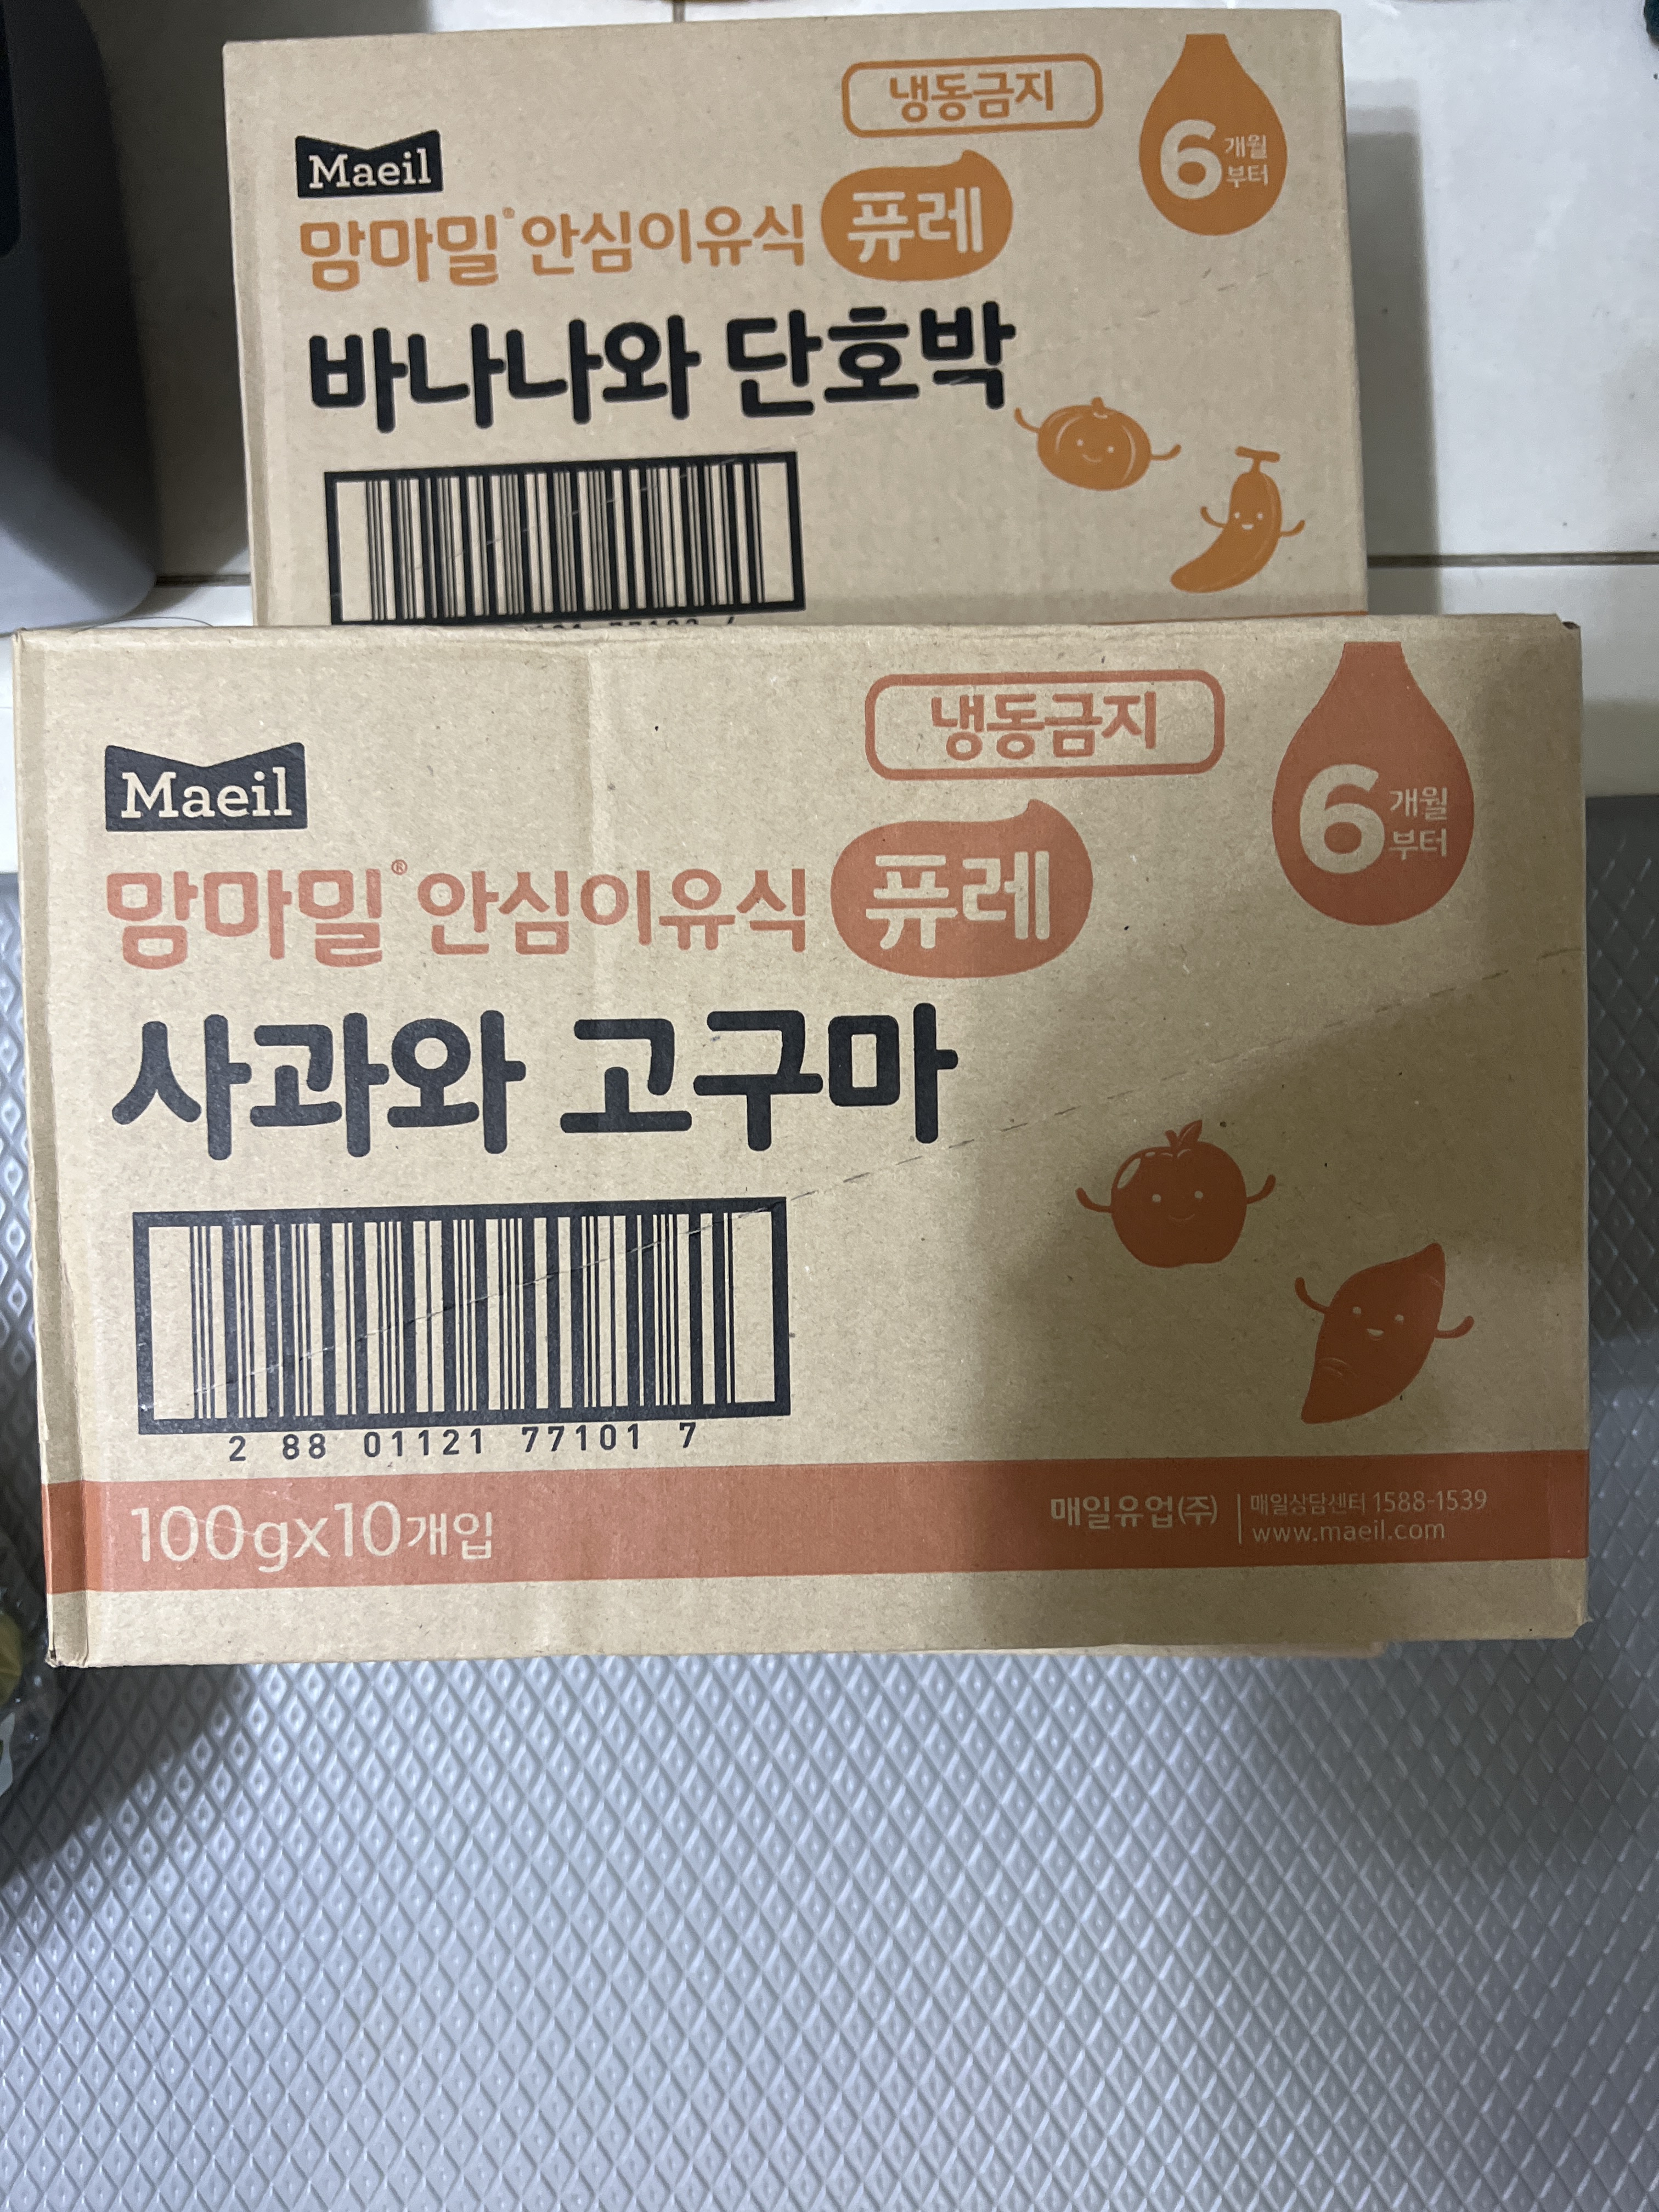 냉동금지
6개월부터
Maeil
맘마밀® 안심이유식 퓨레
바나나와 단호박
냉동금지
6개월부터
Maeil
맘마밀® 안심이유식 퓨레
사과와 고구마
2 88 01121 77101 7
100gx10개입
매일유업(주) 매일상담센터 1588-1539
www.maeil.com